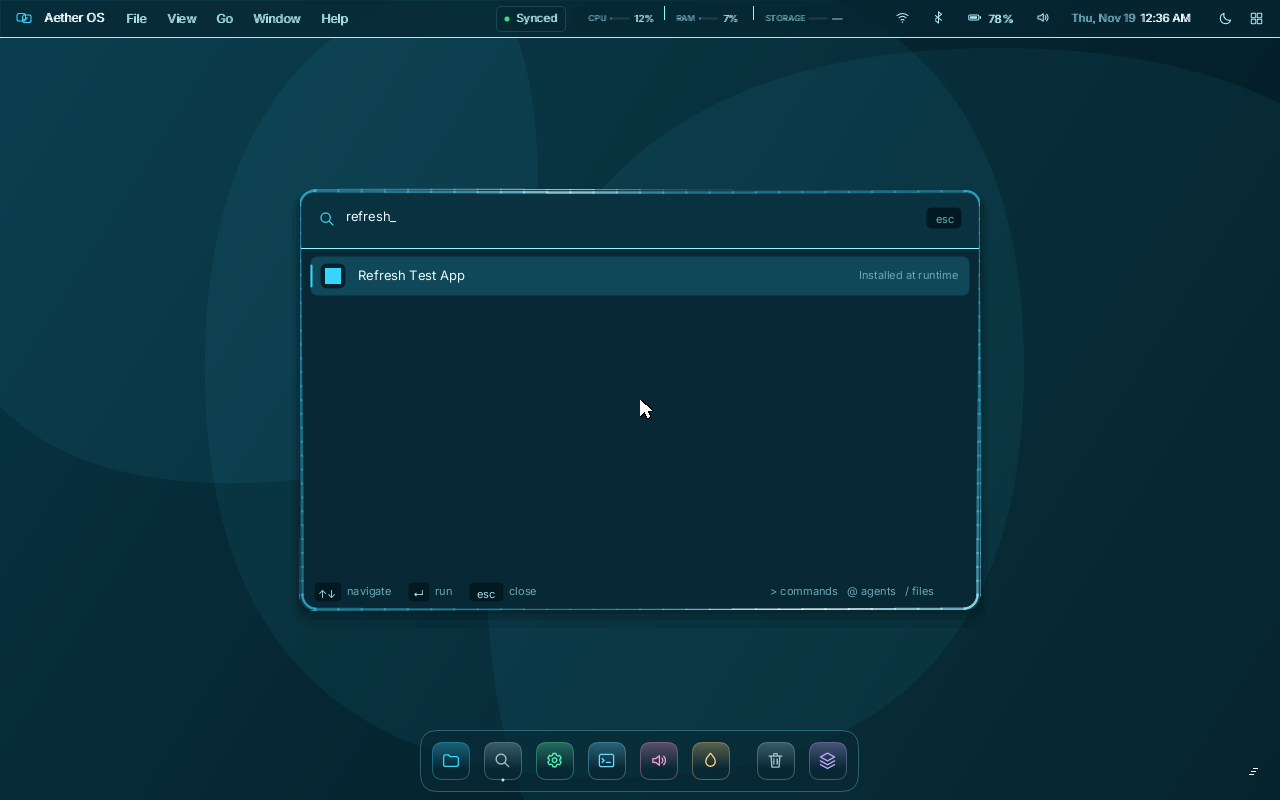 Aether OS File View Go Window Help Synced CPU 12% RAM 7% STORAGE — 78% Thu, Nov 19 12:36 AM
refresh_ esc
Refresh Test App Installed at runtime
↑↓ navigate ↵ run esc close > commands @ agents / files